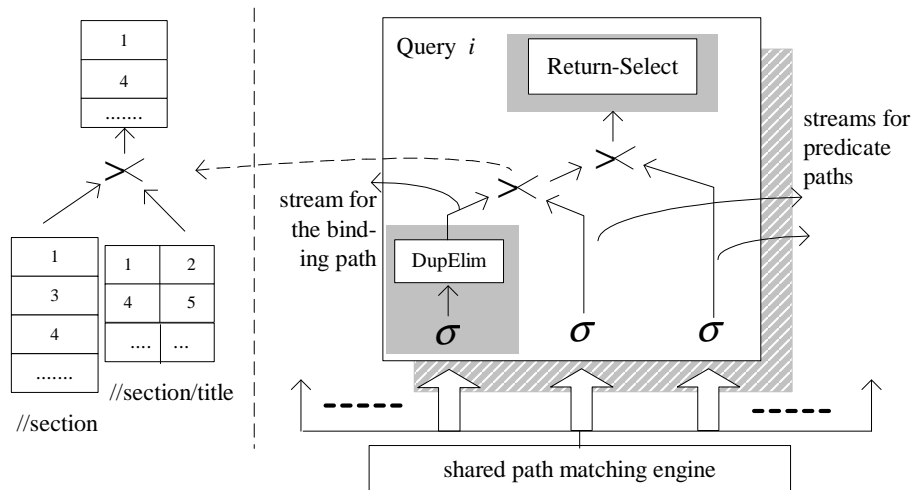 1
4
.......
1
3
4
.......
1 2
4 5
.... ...
//section/title
//section
Query i
Return-Select
stream for
the bind-
ing path
DupElim
σ σ σ
streams for
predicate
paths
shared path matching engine